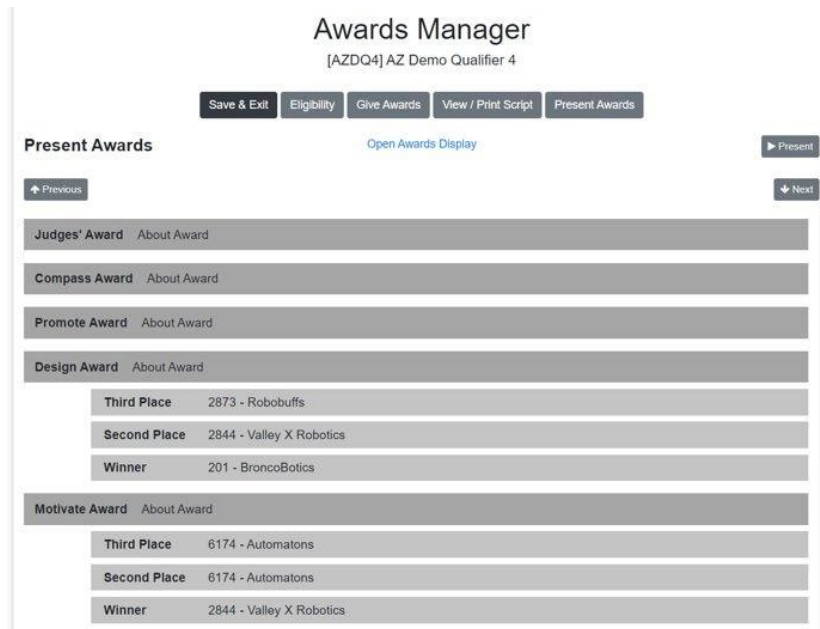 Awards Manager
[AZDQ4] AZ Demo Qualifier 4
Save & Exit Eligibility Give Awards View / Print Script Present Awards
Present Awards Open Awards Display Present
Previous Next
Judges' Award About Award
Compass Award About Award
Promote Award About Award
Design Award About Award
Third Place 2873 - Robobuffs
Second Place 2844 - Valley X Robotics
Winner 201 - BroncoBotics
Motivate Award About Award
Third Place 6174 - Automatons
Second Place 6174 - Automatons
Winner 2844 - Valley X Robotics